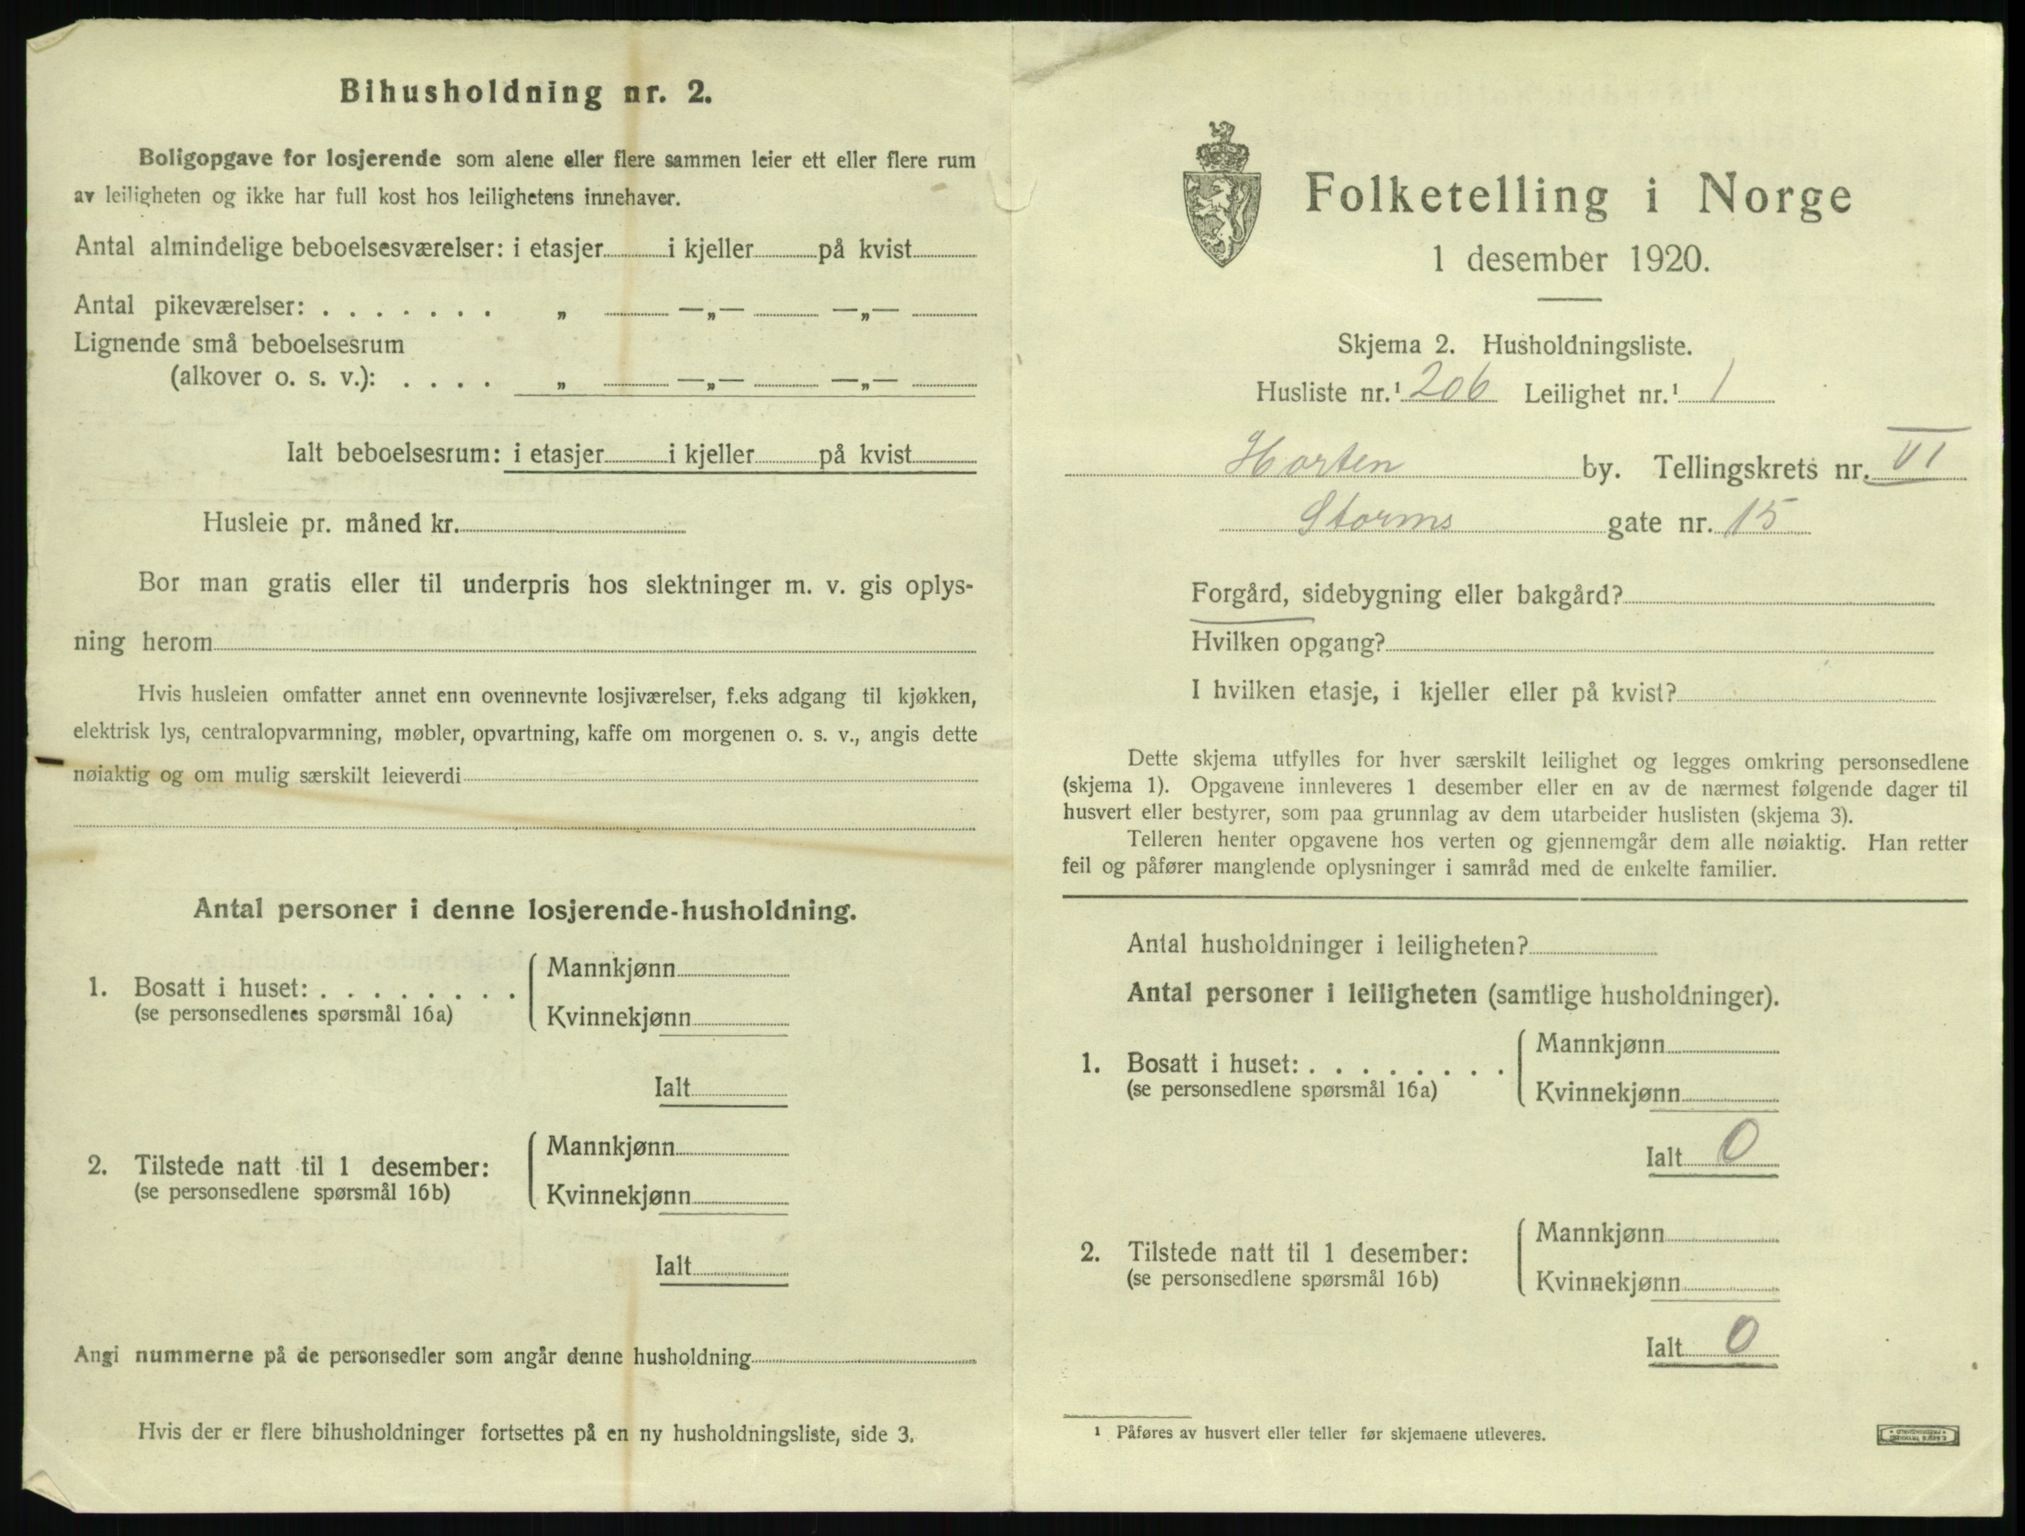 Bihusholdning nr. 2.
Boligopgave for losjerende som alene eller flere sammen leier ett eller flere rum
av leiligheten og ikke har full kost hos leilighetens innehaver.
Antal almindelige beboelsesværelser: i etasjer i kjeller på kvist
Antal pikeværelser: . . . . . . . „ —„— —„—
Lignende små beboelsesrum
(alkover o. s. v.): . . . . „ —„— —„—
Ialt beboelsesrum: i etasjer i kjeller på kvist
Husleie pr. måned kr.
Bor man gratis eller til underpris hos slektninger m. v. gis oplys-
ning herom
Hvis husleien omfatter annet enn ovennevnte losjiværelser, f.eks adgang til kjøkken,
elektrisk lys, centralopvarmning, møbler, opvartning, kaffe om morgenen o. s. v., angis dette
nøiaktig og om mulig særskilt leieverdi
Antal personer i denne losjerende-husholdning.
1. Bosatt i huset: . . . . . . . . Mannkjønn
(se personsedlenes spørsmål 16a) Kvinnekjønn
Ialt
2. Tilstede natt til 1 desember: Mannkjønn
(se personsedlene spørsmål 16b) Kvinnekjønn
Ialt
Angi nummerne på de personsedler som angår denne husholdning
Hvis der er flere bihusholdninger fortsettes på en ny husholdningsliste, side 3.
Folketelling i Norge
1 desember 1920.
Skjema 2. Husholdningsliste.
Husliste nr.¹ 206 Leilighet nr.¹ 1
Horten by. Tellingskrets nr. VI
Storms gate nr. 15
Forgård, sidebygning eller bakgård?
Hvilken opgang?
I hvilken etasje, i kjeller eller på kvist?
Dette skjema utfylles for hver særskilt leilighet og legges omkring personsedlene
(skjema 1). Opgavene innleveres 1 desember eller en av de nærmest følgende dager til
husvert eller bestyrer, som paa grunnlag av dem utarbeider huslisten (skjema 3).
Telleren henter opgavene hos verten og gjennemgår dem alle nøiaktig. Han retter
feil og påfører manglende oplysninger i samråd med de enkelte familier.
Antal husholdninger i leiligheten?
Antal personer i leiligheten (samtlige husholdninger).
1. Bosatt i huset: . . . . . . . . Mannkjønn
(se personsedlene spørsmål 16a) Kvinnekjønn
Ialt 0
2. Tilstede natt til 1 desember: Mannkjønn
(se personsedlene spørsmål 16b) Kvinnekjønn
Ialt 0
¹ Påføres av husvert eller teller før skjemaene utleveres.